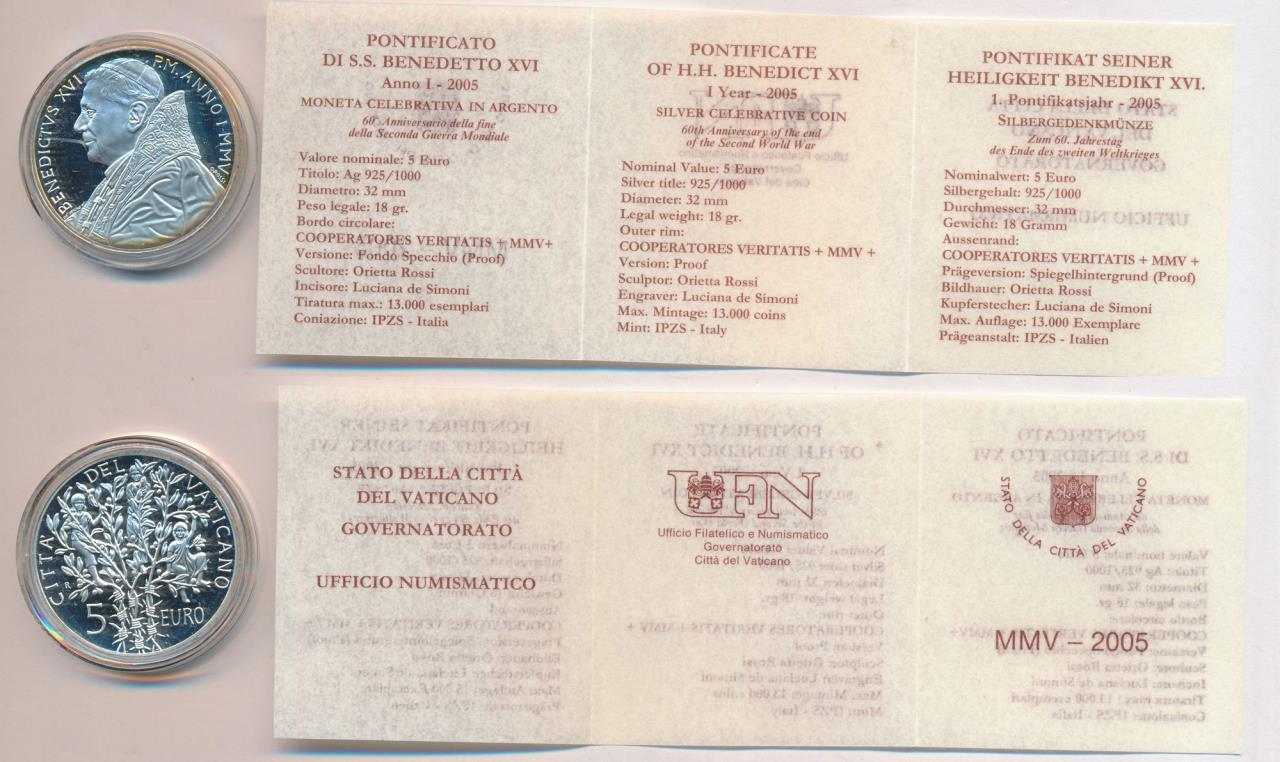 BENEDICTVS XVI P.M. ANNO I MMV
O. ROSSI
PONTIFICATO
DI S.S. BENEDETTO XVI
Anno I - 2005
MONETA CELEBRATIVA IN ARGENTO
60° Anniversario della fine
della Seconda Guerra Mondiale
Valore nominale: 5 Euro
Titolo: Ag 925/1000
Diametro: 32 mm
Peso legale: 18 gr.
Bordo circolare:
COOPERATORES VERITATIS + MMV+
Versione: Fondo Specchio (Proof)
Scultore: Orietta Rossi
Incisore: Luciana de Simoni
Tiratura max.: 13.000 esemplari
Coniazione: IPZS - Italia
PONTIFICATE
OF H.H. BENEDICT XVI
I Year - 2005
SILVER CELEBRATIVE COIN
60th Anniversary of the end
of the Second World War
Nominal Value: 5 Euro
Silver title: 925/1000
Diameter: 32 mm
Legal weight: 18 gr.
Outer rim:
COOPERATORES VERITATIS + MMV +
Version: Proof
Sculptor: Orietta Rossi
Engraver: Luciana de Simoni
Max. Mintage: 13.000 coins
Mint: IPZS - Italy
PONTIFIKAT SEINER
HEILIGKEIT BENEDIKT XVI.
1. Pontifikatsjahr - 2005
SILBERGEDENKMÜNZE
Zum 60. Jahrestag
des Ende des zweiten Weltkrieges
Nominalwert: 5 Euro
Silbergehalt: 925/1000
Durchmesser: 32 mm
Gewicht: 18 Gramm
Aussenrand:
COOPERATORES VERITATIS + MMV +
Prägeversion: Spiegelhintergrund (Proof)
Bildhauer: Orietta Rossi
Kupferstecher: Luciana de Simoni
Max. Auflage: 13.000 Exemplare
Prägeanstalt: IPZS - Italien
CITTÀ DEL VATICANO
R
5 EURO
STATO DELLA CITTÀ
DEL VATICANO
GOVERNATORATO
UFFICIO NUMISMATICO
UFN
Ufficio Filatelico e Numismatico
Governatorato
Città del Vaticano
STATO DELLA CITTÀ DEL VATICANO
MMV – 2005